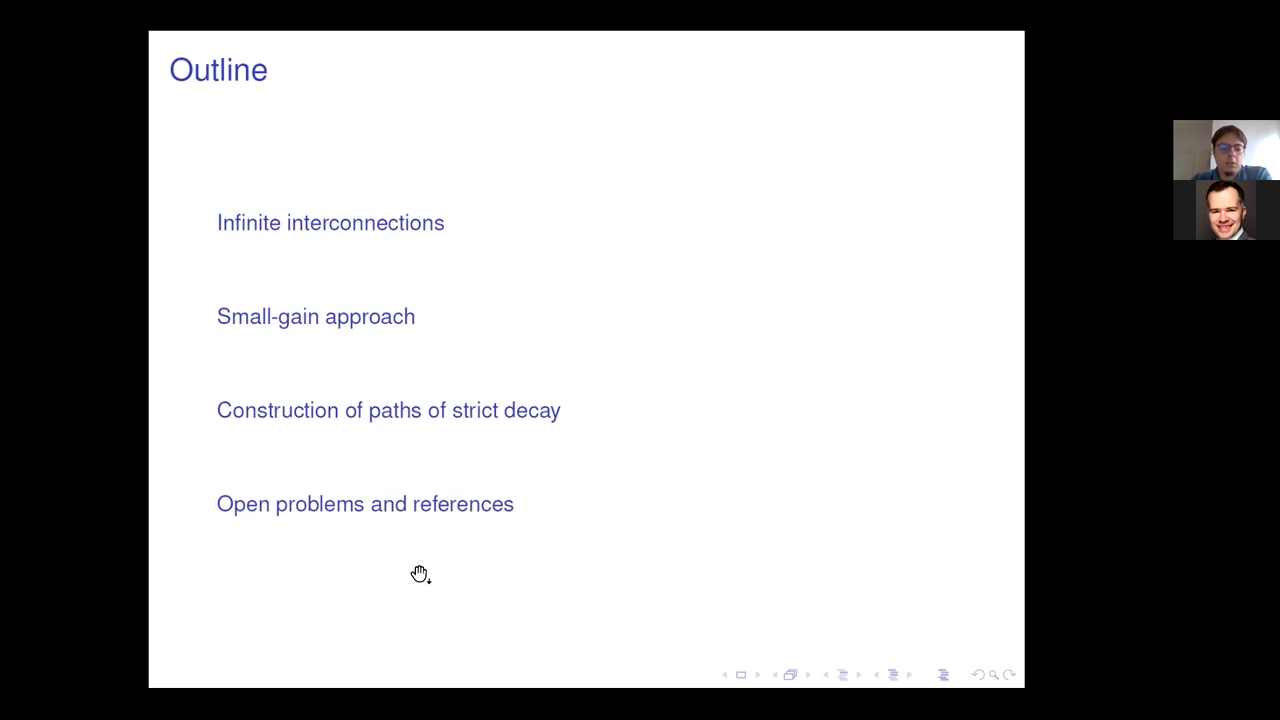 Outline
Infinite interconnections
Small-gain approach
Construction of paths of strict decay
Open problems and references